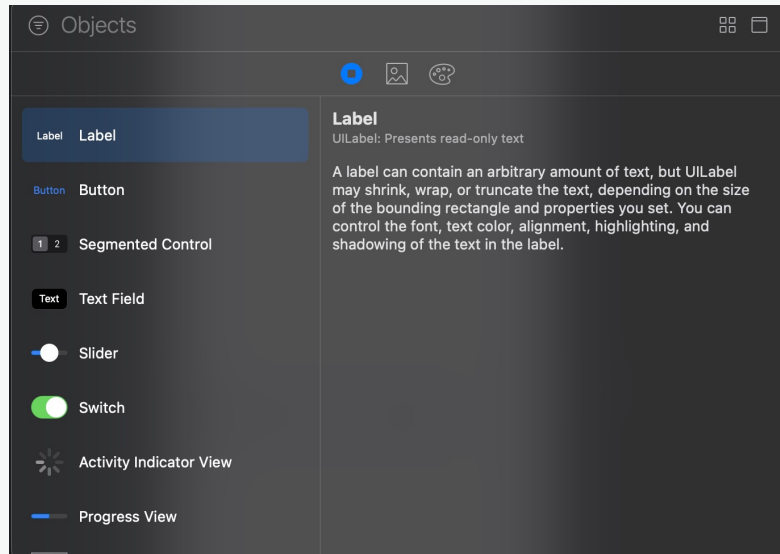 Objects
Label Label
Button Button
1 2 Segmented Control
Text Text Field
Slider
Switch
Activity Indicator View
Progress View
Label
UILabel: Presents read-only text
A label can contain an arbitrary amount of text, but UILabel
may shrink, wrap, or truncate the text, depending on the size
of the bounding rectangle and properties you set. You can
control the font, text color, alignment, highlighting, and
shadowing of the text in the label.